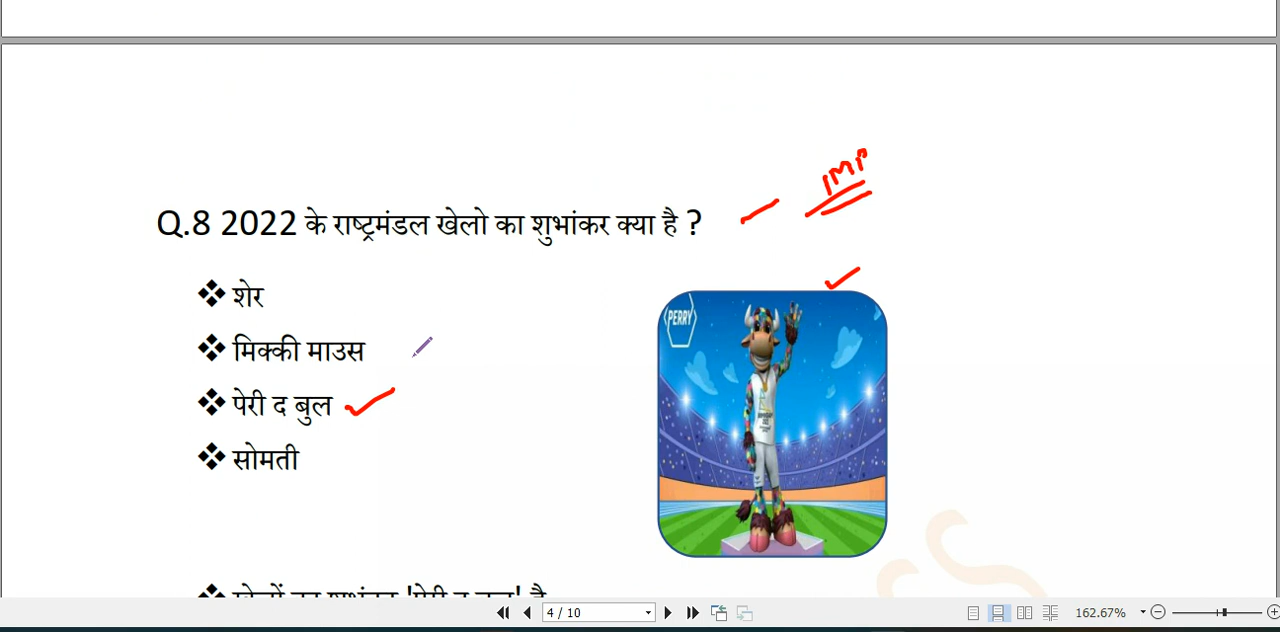 IMP
Q.8 2022 के राष्ट्रमंडल खेलो का शुभांकर क्या है ?
❖ शेर
❖ मिक्की माउस
❖ पेरी द बुल
❖ सोमती
PERRY
4 / 10
162.67%